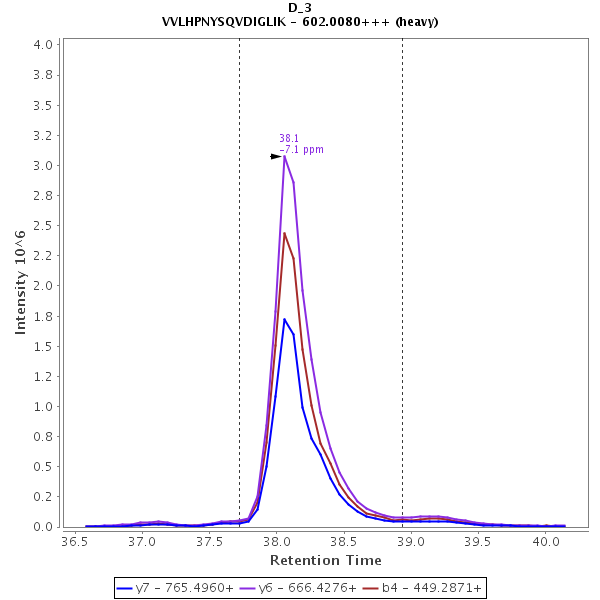 D_3
VVLHPNYSQVDIGLIK - 602.0080+++ (heavy)
4.0
3.8
3.5
3.2
3.0
2.8
2.5
2.2
2.0
1.8
1.5
1.2
1.0
0.8
0.5
0.2
0.0
Intensity 10^6
38.1
-7.1 ppm
36.5 37.0 37.5 38.0 38.5 39.0 39.5 40.0
Retention Time
y7 - 765.4960+ y6 - 666.4276+ b4 - 449.2871+